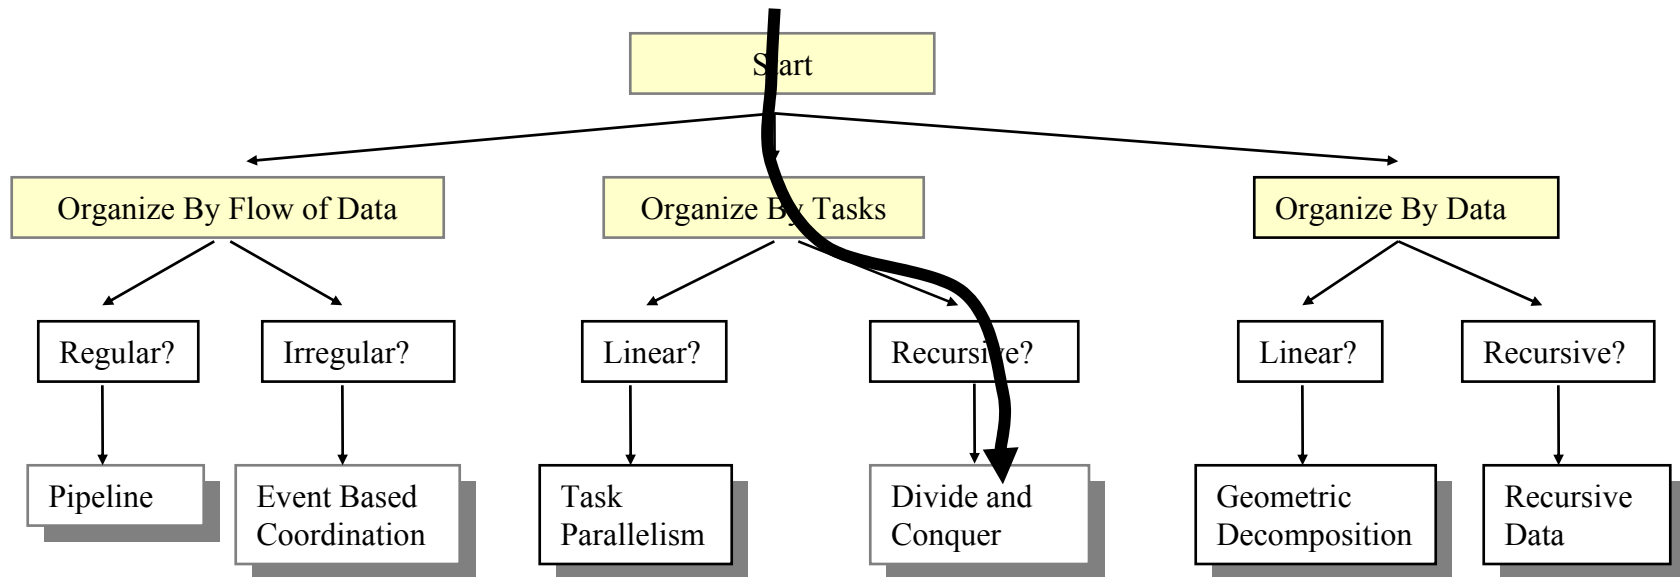 Start
Organize By Flow of Data
Organize By Tasks
Organize By Data
Regular?
Irregular?
Linear?
Recursive?
Linear?
Recursive?
Pipeline
Event Based
Coordination
Task
Parallelism
Divide and
Conquer
Geometric
Decomposition
Recursive
Data